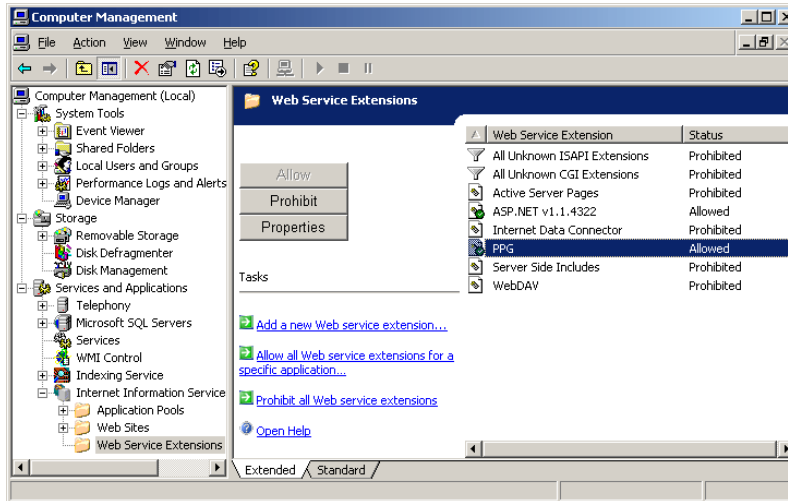 Computer Management
File Action View Window Help
Computer Management (Local)
System Tools
Event Viewer
Shared Folders
Local Users and Groups
Performance Logs and Alerts
Device Manager
Storage
Removable Storage
Disk Defragmenter
Disk Management
Services and Applications
Telephony
Microsoft SQL Servers
Services
WMI Control
Indexing Service
Internet Information Service
Application Pools
Web Sites
Web Service Extensions
Web Service Extensions
Allow
Prohibit
Properties
Tasks
Add a new Web service extension...
Allow all Web service extensions for a
specific application...
Prohibit all Web service extensions
Open Help
Web Service Extension Status
All Unknown ISAPI Extensions Prohibited
All Unknown CGI Extensions Prohibited
Active Server Pages Prohibited
ASP.NET v1.1.4322 Allowed
Internet Data Connector Prohibited
PPG Allowed
Server Side Includes Prohibited
WebDAV Prohibited
Extended Standard